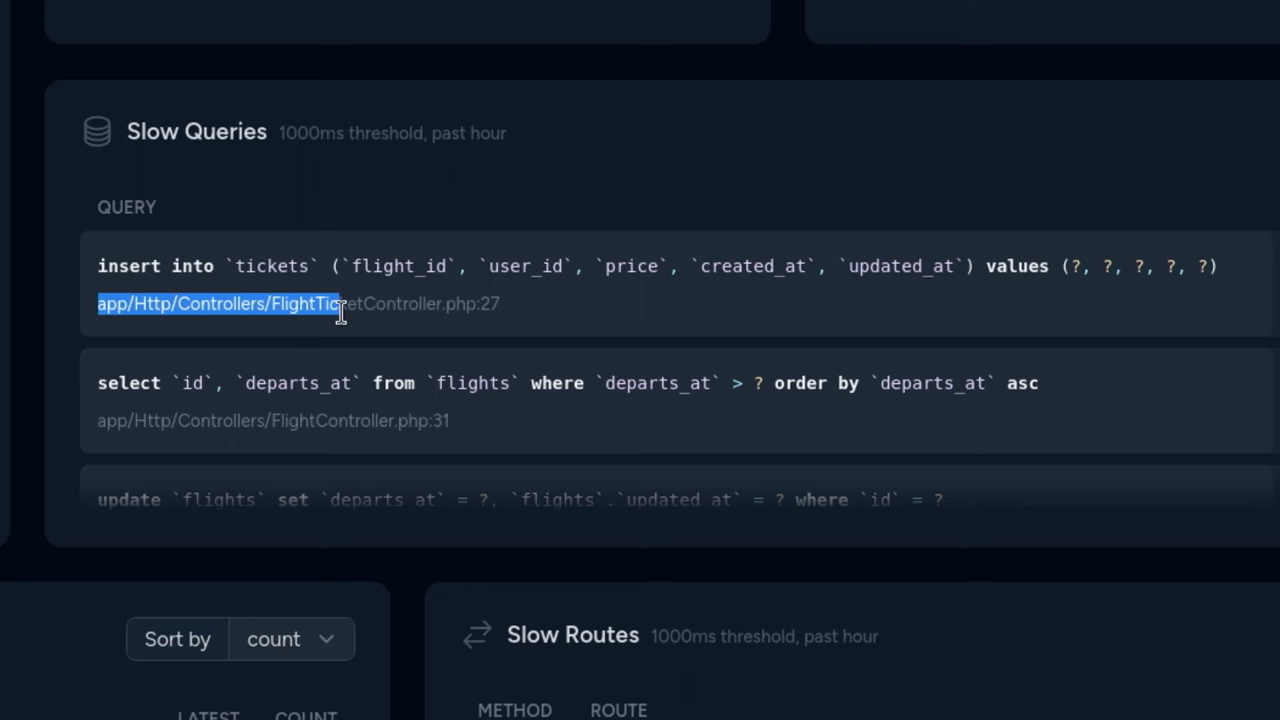 Slow Queries 1000ms threshold, past hour
QUERY
insert into `tickets` (`flight_id`, `user_id`, `price`, `created_at`, `updated_at`) values (?, ?, ?, ?, ?)
app/Http/Controllers/FlightTicketController.php:27
select `id`, `departs_at` from `flights` where `departs_at` > ? order by `departs_at` asc
app/Http/Controllers/FlightController.php:31
update `flights` set `departs_at` = ?, `flights`.`updated_at` = ? where `id` = ?
Sort by count
Slow Routes 1000ms threshold, past hour
LATEST COUNT
METHOD ROUTE